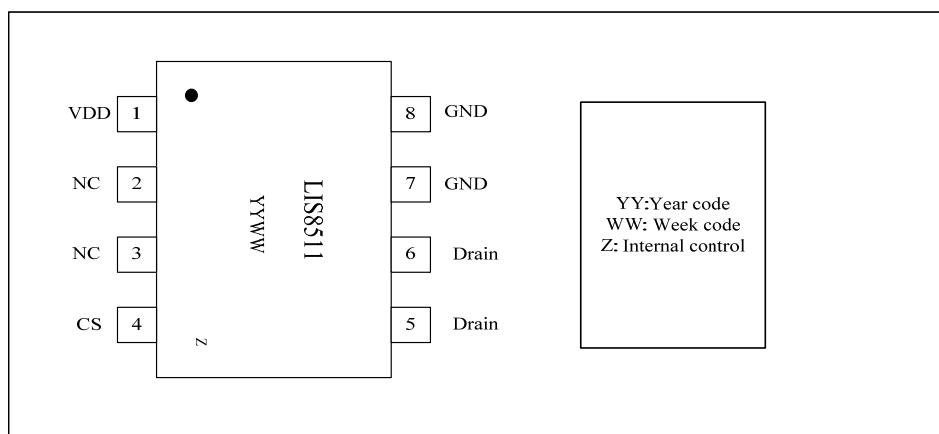 VDD 1 8 GND
NC 2 7 GND
NC 3 6 Drain
CS 4 5 Drain
LIS8511
YYWW
Z
YY:Year code
WW: Week code
Z: Internal control